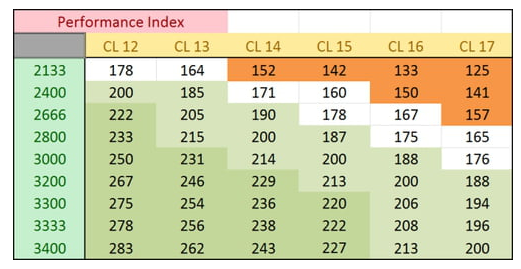 Performance Index
CL 12 CL 13 CL 14 CL 15 CL 16 CL 17
2133 178 164 152 142 133 125
2400 200 185 171 160 150 141
2666 222 205 190 178 167 157
2800 233 215 200 187 175 165
3000 250 231 214 200 188 176
3200 267 246 229 213 200 188
3300 275 254 236 220 206 194
3333 278 256 238 222 208 196
3400 283 262 243 227 213 200